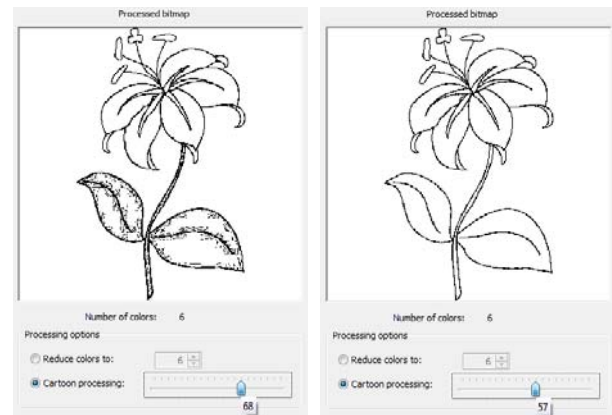 Processed bitmap
Number of colors: 6
Processing options
Reduce colors to: 6
Cartoon processing:
68
Processed bitmap
Number of colors: 6
Processing options
Reduce colors to: 6
Cartoon processing:
57